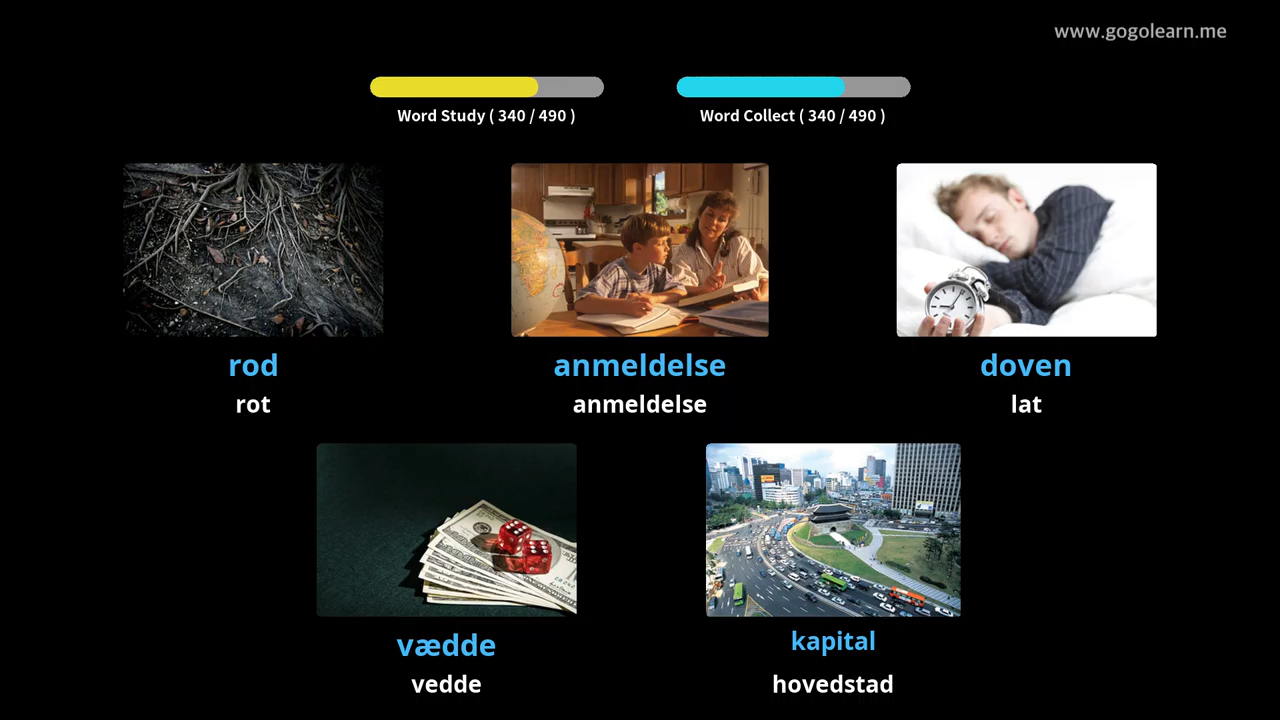 www.gogolearn.me
Word Study ( 340 / 490 )
Word Collect ( 340 / 490 )
rod
rot
anmeldelse
anmeldelse
doven
lat
vædde
vedde
kapital
hovedstad